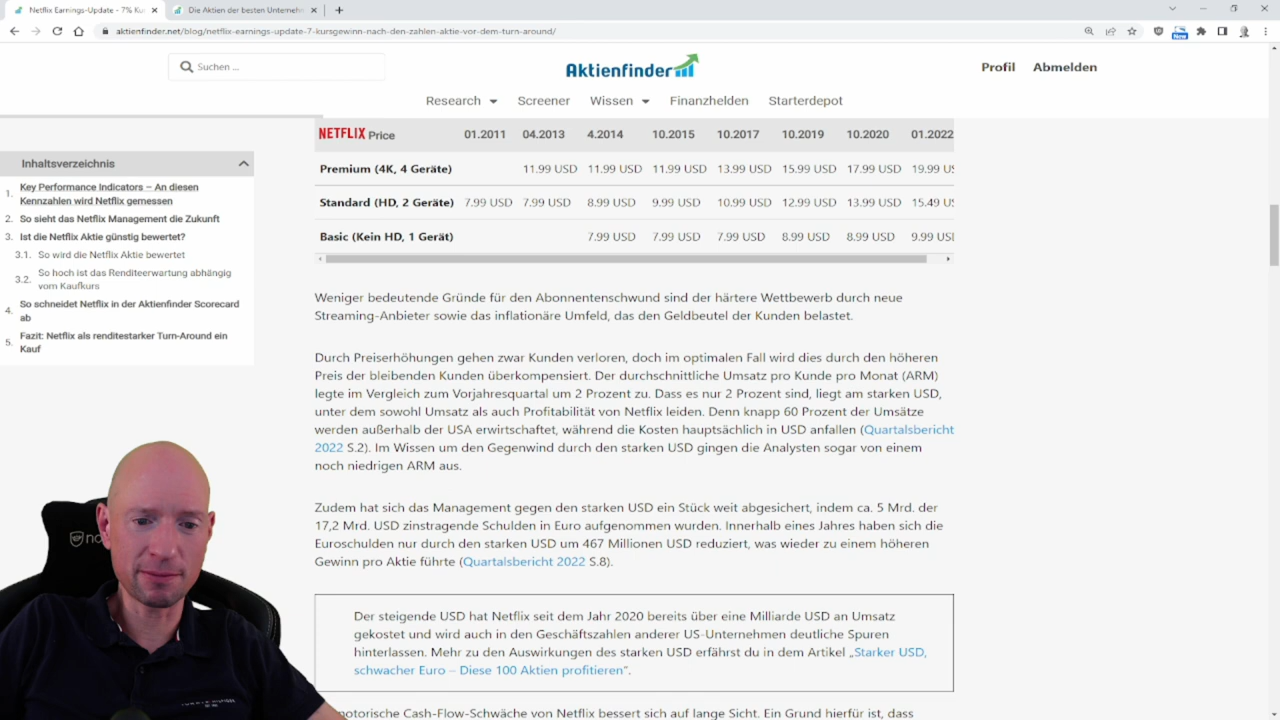 Netflix Earnings-Update - 7% Kur
Die Aktien der besten Unternehm
aktienfinder.net/blog/netflix-earnings-update-7-kursgewinn-nach-den-zahlen-aktie-vor-dem-turn-around/
New
Suchen ...
Aktienfinder
Profil Abmelden
Research Screener Wissen Finanzhelden Starterdepot
Inhaltsverzeichnis
1. Key Performance Indicators – An diesen
Kennzahlen wird Netflix gemessen
2. So sieht das Netflix Management die Zukunft
3. Ist die Netflix Aktie günstig bewertet?
3.1. So wird die Netflix Aktie bewertet
3.2. So hoch ist das Renditeerwartung abhängig
vom Kaufkurs
4. So schneidet Netflix in der Aktienfinder Scorecard
ab
5. Fazit: Netflix als renditestarker Turn-Around ein
Kauf
NETFLIX Price 01.2011 04.2013 4.2014 10.2015 10.2017 10.2019 10.2020 01.2022
Premium (4K, 4 Geräte) 11.99 USD 11.99 USD 11.99 USD 13.99 USD 15.99 USD 17.99 USD 19.99 US
Standard (HD, 2 Geräte) 7.99 USD 7.99 USD 8.99 USD 9.99 USD 10.99 USD 12.99 USD 13.99 USD 15.49 US
Basic (Kein HD, 1 Gerät) 7.99 USD 7.99 USD 7.99 USD 8.99 USD 8.99 USD 9.99 USD
Weniger bedeutende Gründe für den Abonnentenschwund sind der härtere Wettbewerb durch neue
Streaming-Anbieter sowie das inflationäre Umfeld, das den Geldbeutel der Kunden belastet.
Durch Preiserhöhungen gehen zwar Kunden verloren, doch im optimalen Fall wird dies durch den höheren
Preis der bleibenden Kunden überkompensiert. Der durchschnittliche Umsatz pro Kunde pro Monat (ARM)
legte im Vergleich zum Vorjahresquartal um 2 Prozent zu. Dass es nur 2 Prozent sind, liegt am starken USD,
unter dem sowohl Umsatz als auch Profitabilität von Netflix leiden. Denn knapp 60 Prozent der Umsätze
werden außerhalb der USA erwirtschaftet, während die Kosten hauptsächlich in USD anfallen (Quartalsbericht
2022 S.2). Im Wissen um den Gegenwind durch den starken USD gingen die Analysten sogar von einem
noch niedrigen ARM aus.
Zudem hat sich das Management gegen den starken USD ein Stück weit abgesichert, indem ca. 5 Mrd. der
17,2 Mrd. USD zinstragende Schulden in Euro aufgenommen wurden. Innerhalb eines Jahres haben sich die
Euroschulden nur durch den starken USD um 467 Millionen USD reduziert, was wieder zu einem höheren
Gewinn pro Aktie führte (Quartalsbericht 2022 S.8).
Der steigende USD hat Netflix seit dem Jahr 2020 bereits über eine Milliarde USD an Umsatz
gekostet und wird auch in den Geschäftszahlen anderer US-Unternehmen deutliche Spuren
hinterlassen. Mehr zu den Auswirkungen des starken USD erfährst du in dem Artikel „Starker USD,
schwacher Euro – Diese 100 Aktien profitieren“.
notorische Cash-Flow-Schwäche von Netflix besser sich auf lange Sicht. Ein Grund hierfür ist, dass